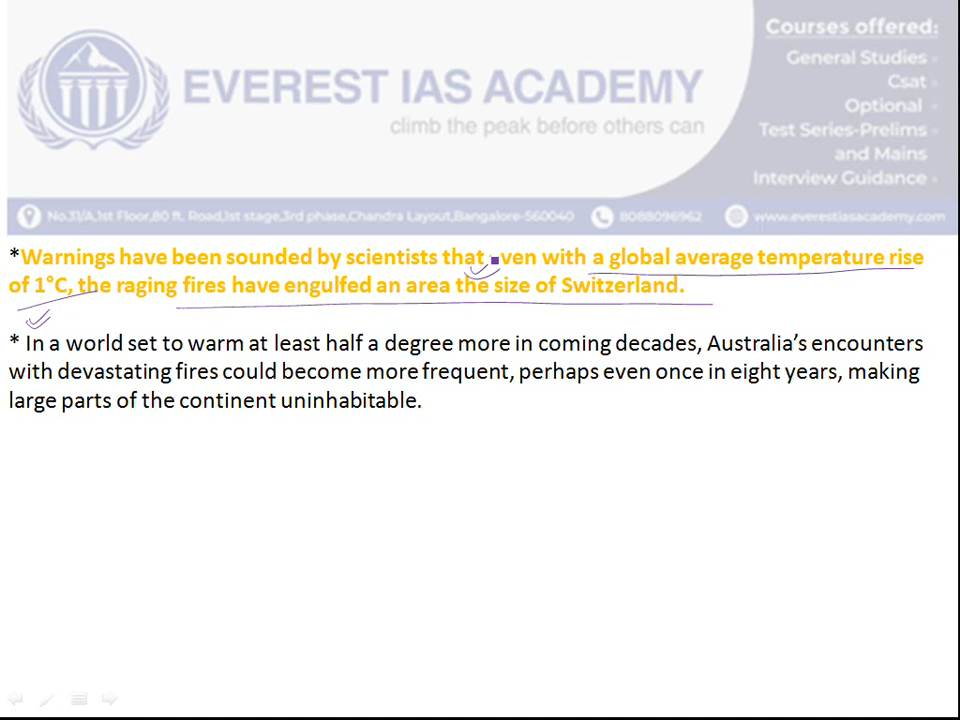 Courses offered:
General Studies
Csat
EVEREST IAS ACADEMY
Optional
climb the peak before others can
Test Series-Prelims
and Mains
Interview Guidance
No.31/A,1st Floor,80 ft. Road,1st stage,3rd phase,Chandra Layout,Bangalore-560040 8088096962 www.everestiasacademy.com
*Warnings have been sounded by scientists that ven with a global average temperature rise
of 1°C, the raging fires have engulfed an area the size of Switzerland.
* In a world set to warm at least half a degree more in coming decades, Australia’s encounters
with devastating fires could become more frequent, perhaps even once in eight years, making
large parts of the continent uninhabitable.